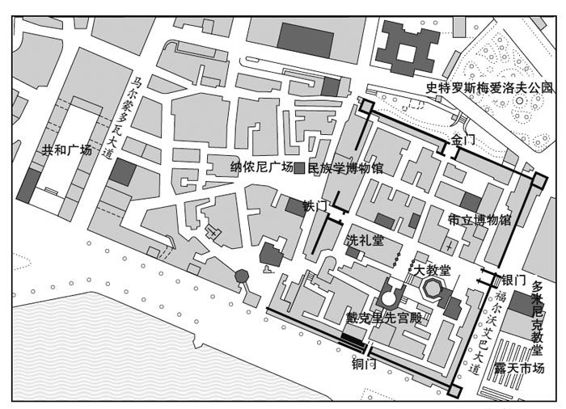 史特罗斯梅爱洛夫公园
马尔蒙多瓦大道
金门
共和广场
纳侬尼广场
民族学博物馆
铁门
市立博物馆
洗礼堂
大教堂
银门
多米尼克教堂
福尔沃艾巴大道
戴克里先宫殿
铜门
露天市场